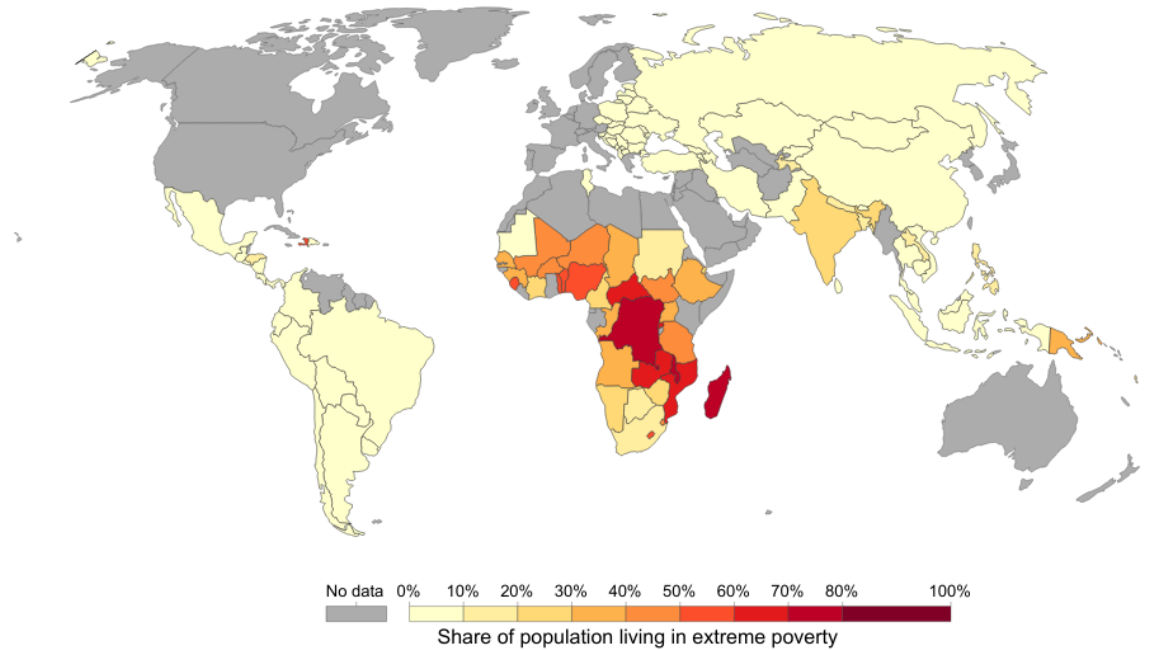 No data 0% 10% 20% 30% 40% 50% 60% 70% 80% 100%
Share of population living in extreme poverty